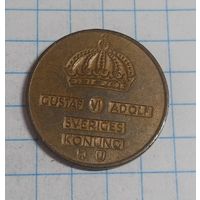 GUSTAF VI ADOLF
SVERIGES
KONUNG